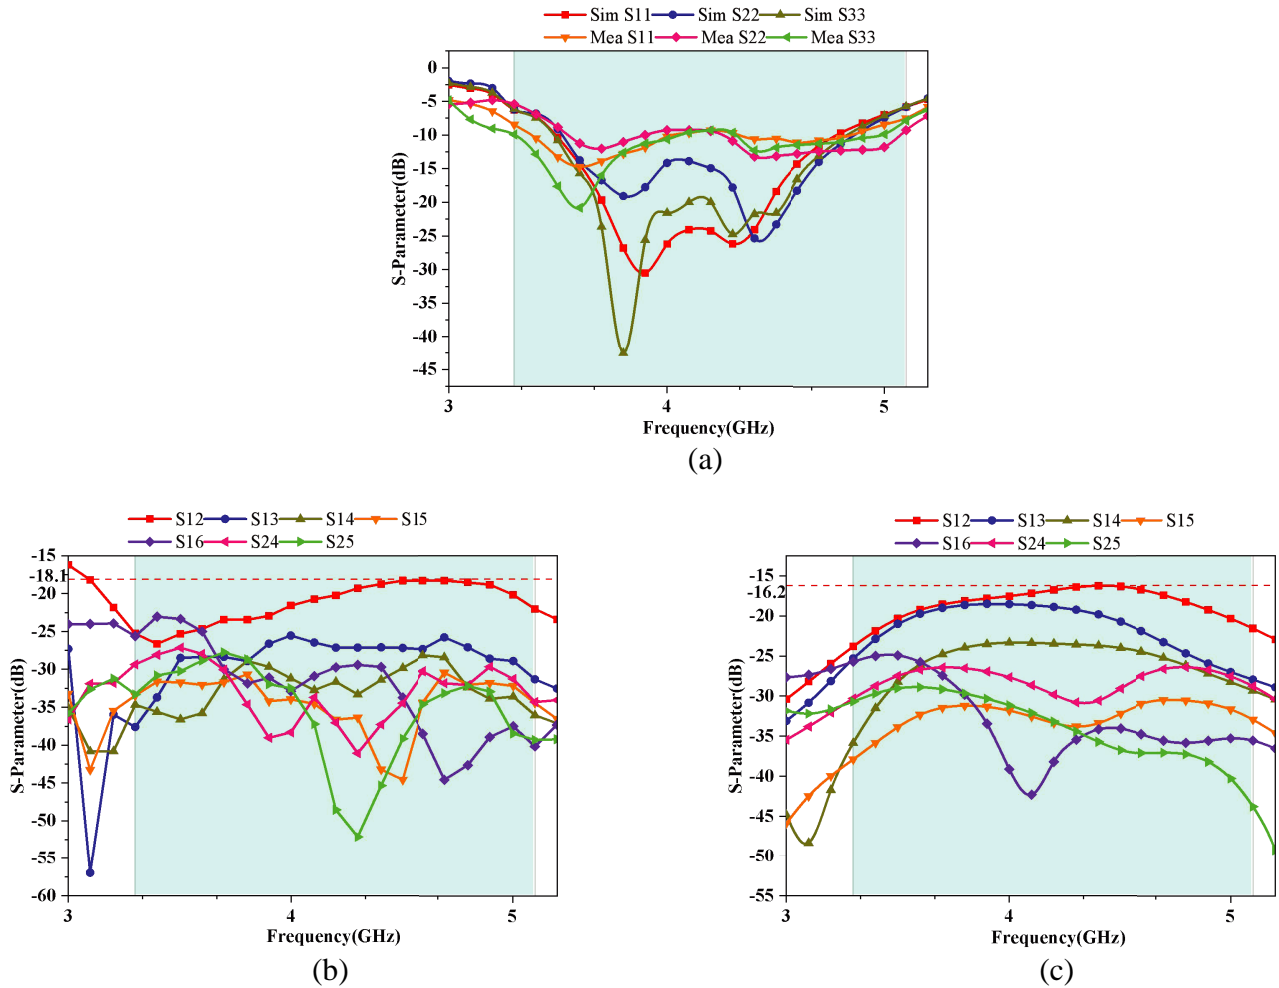 Sim S11 Sim S22 Sim S33
Mea S11 Mea S22 Mea S33
0
-5
-10
-15
-20
-25
-30
-35
-40
-45
S-Parameter(dB)
3 4 5
Frequency(GHz)
(a)
S12 S13 S14 S15
S16 S24 S25
-15
-18.1
-20
-25
-30
-35
-40
-45
-50
-55
-60
S-Parameter(dB)
3 4 5
Frequency(GHz)
(b)
S12 S13 S14 S15
S16 S24 S25
-15
-16.2
-20
-25
-30
-35
-40
-45
-50
-55
S-Parameter(dB)
3 4 5
Frequency(GHz)
(c)